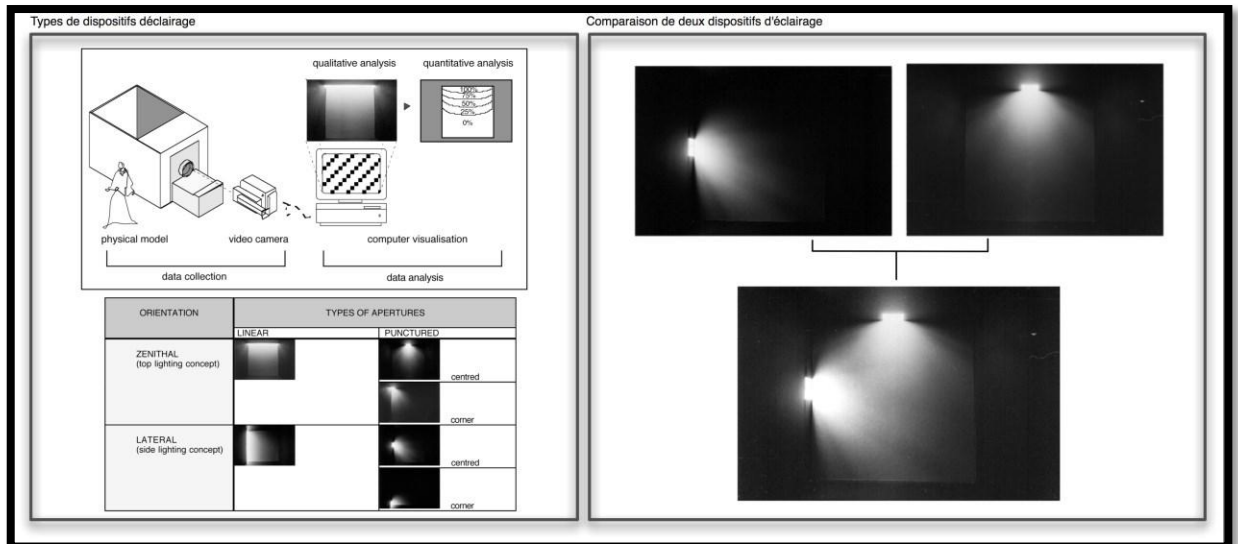 Types de dispositifs déclairage
Comparaison de deux dispositifs d'éclairage
qualitative analysis
quantitative analysis
100%
75%
50%
25%
0%
physical model
video camera
computer visualisation
data collection
data analysis
ORIENTATION
TYPES OF APERTURES
LINEAR
PUNCTURED
ZENITHAL
(top lighting concept)
centred
corner
LATERAL
(side lighting concept)
centred
corner